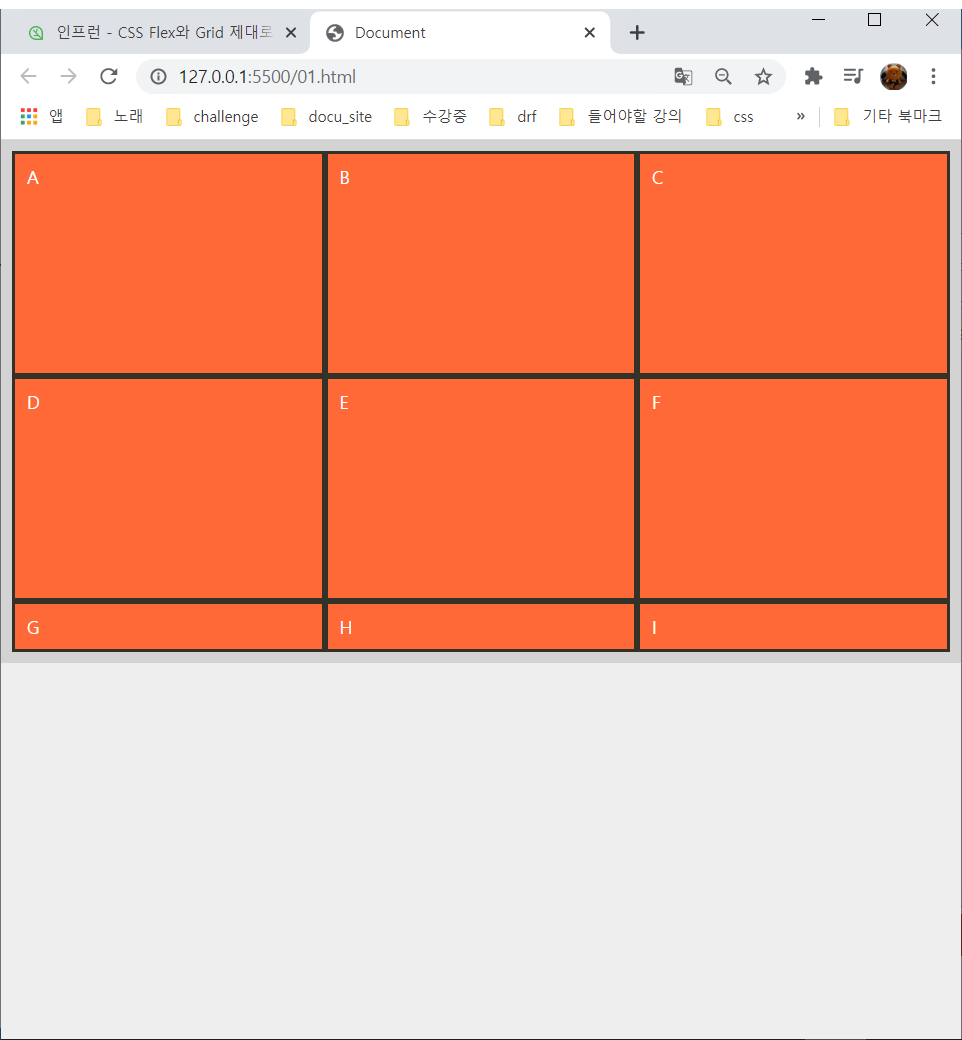 인프런 - CSS Flex와 Grid 제대로
Document
127.0.0.1:5500/01.html
앱 노래 challenge docu_site 수강중 drf 들어야할 강의 css » 기타 북마크
A B C
D E F
G H I